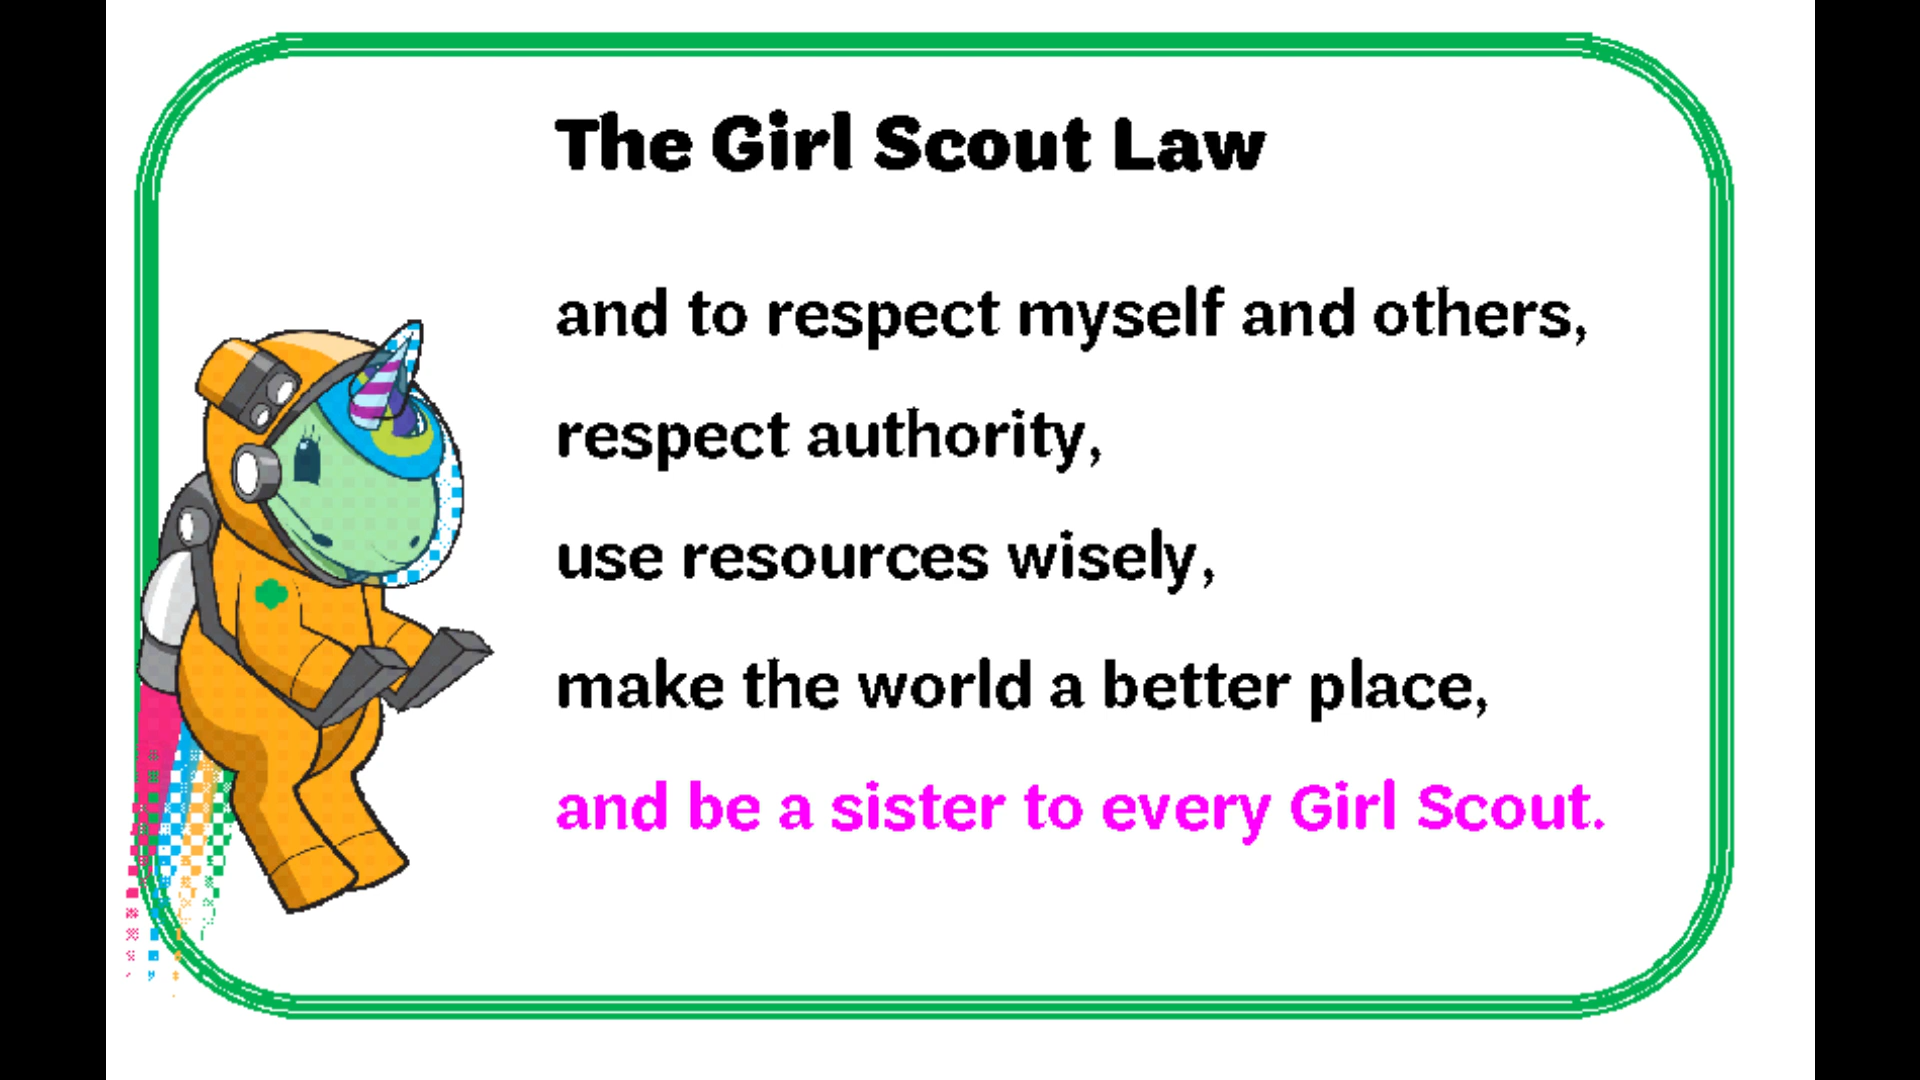 The Girl Scout Law
and to respect myself and others,
respect authority,
use resources wisely,
make the world a better place,
and be a sister to every Girl Scout.